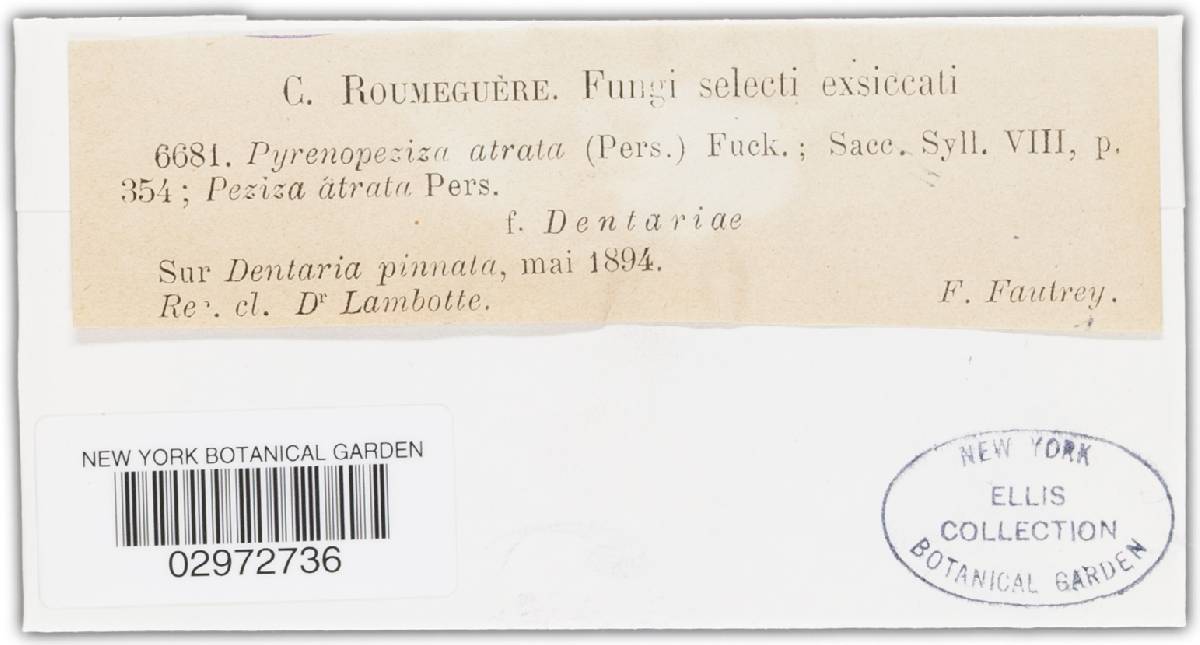 C. ROUMEGUÈRE. Fungi selecti exsiccati
6681. Pyrenopeziza atrata (Pers.) Fuck. ; Sacc. Syll. VIII, p.
354 ; Peziza atrata Pers.
f. Dentariae
Sur Dentaria pinnata, mai 1894.
cl. Dr Lambotte.
F. Fautrey.
NEW YORK BOTANICAL GARDEN
02972736
NEW YORK
ELLIS
COLLECTION
BOTANICAL GARDEN